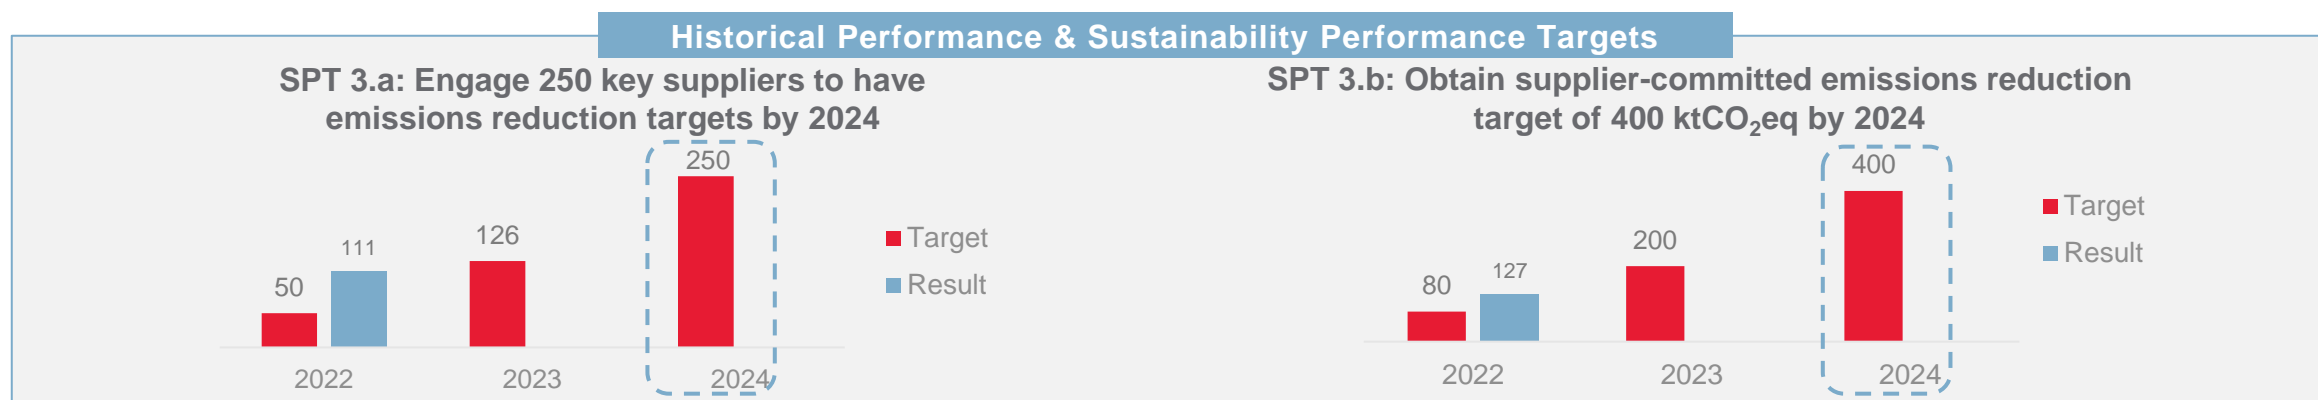 Historical Performance & Sustainability Performance Targets
SPT 3.a: Engage 250 key suppliers to have
emissions reduction targets by 2024
250
126
111
50
Target
Result
2022
2023
2024
SPT 3.b: Obtain supplier-committed emissions reduction
target of 400 ktCO₂eq by 2024
400
200
127
80
Target
Result
2022
2023
2024